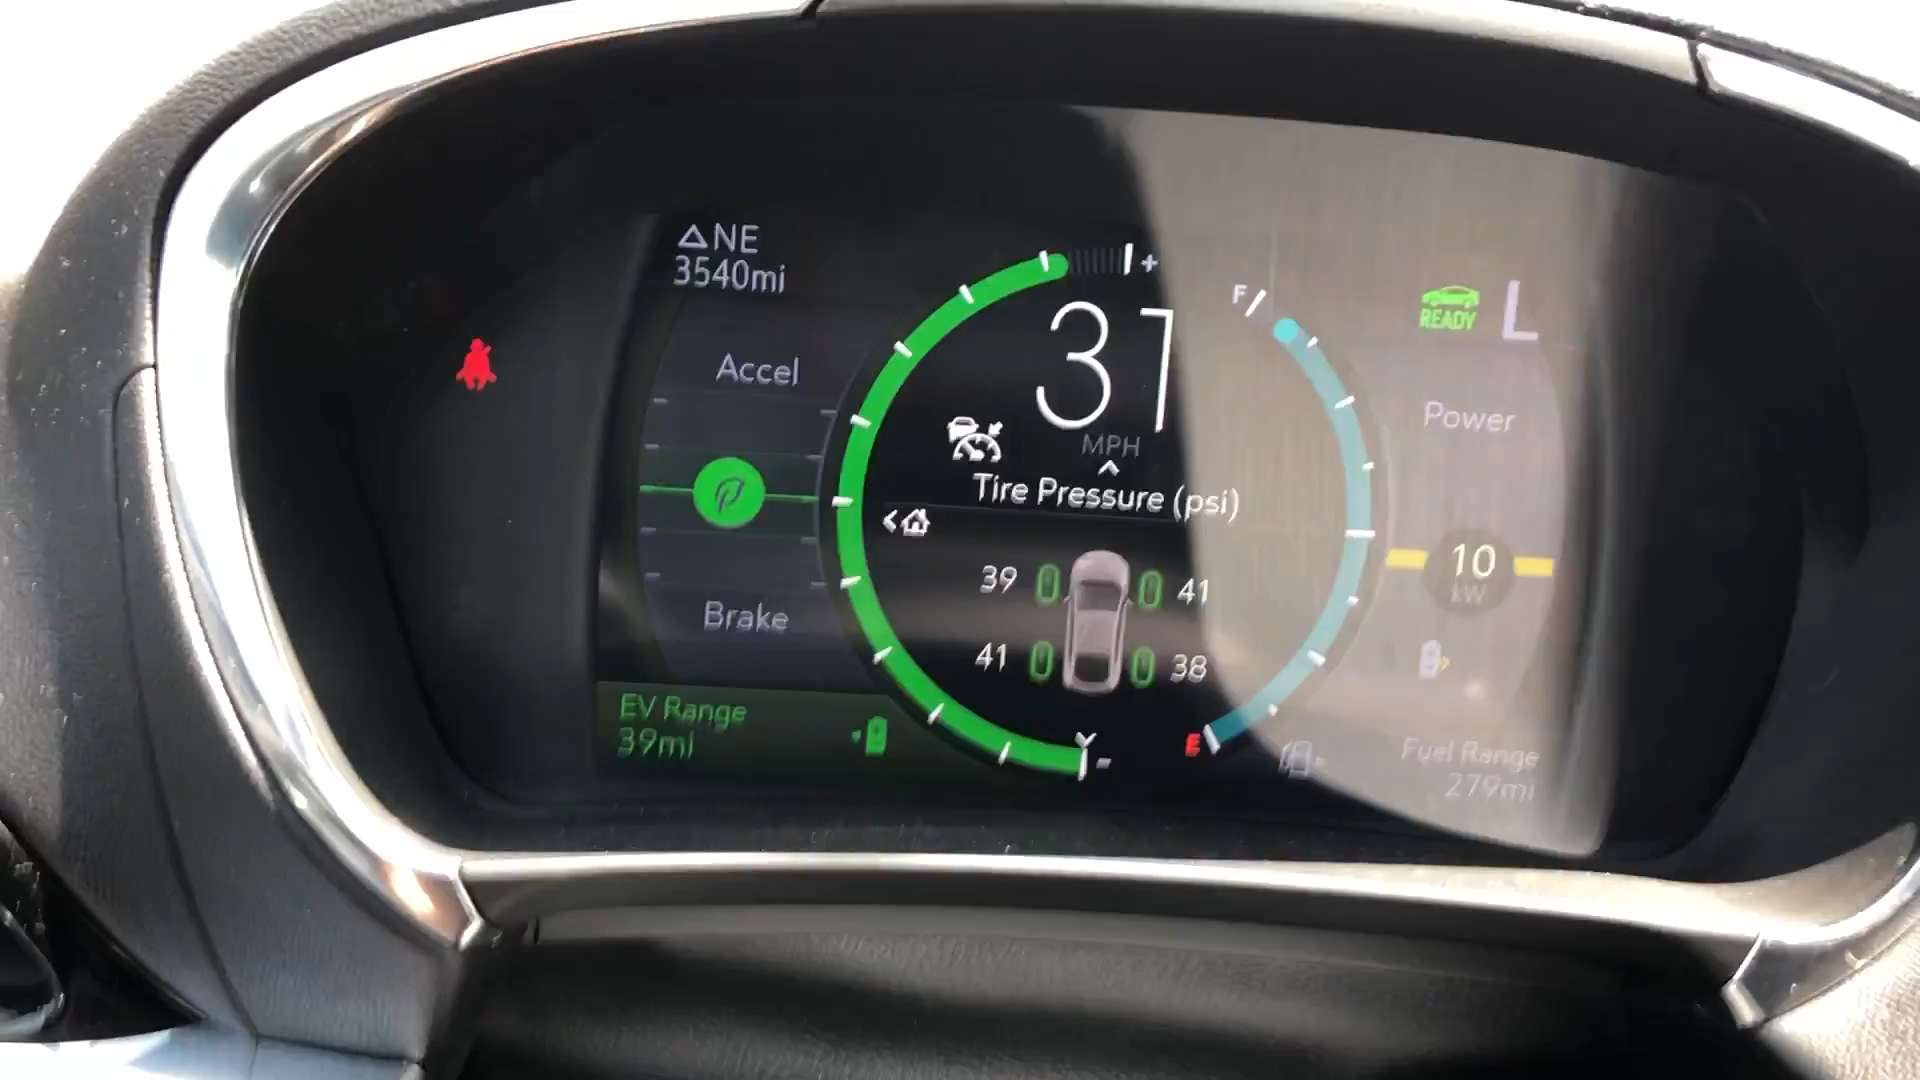 NE
3540mi
Accel
Brake
EV Range
39mi
+
31
MPH
Tire Pressure (psi)
39
41
41
38
-
F
E
READY
L
Power
10
kW
Fuel Range
279mi